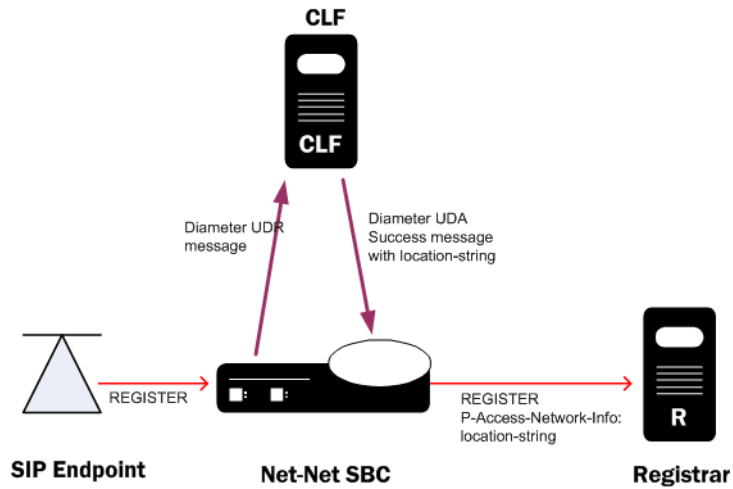 CLF
CLF
Diameter UDR
message
Diameter UDA
Success message
with location-string
REGISTER
REGISTER
P-Access-Network-Info:
location-string
R
SIP Endpoint
Net-Net SBC
Registrar